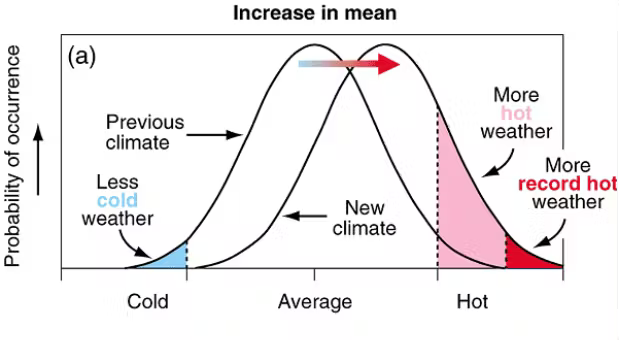 Increase in mean
(a)
Probability of occurrence
Previous
climate
Less
cold
weather
New
climate
More
hot
weather
More
record hot
weather
Cold
Average
Hot